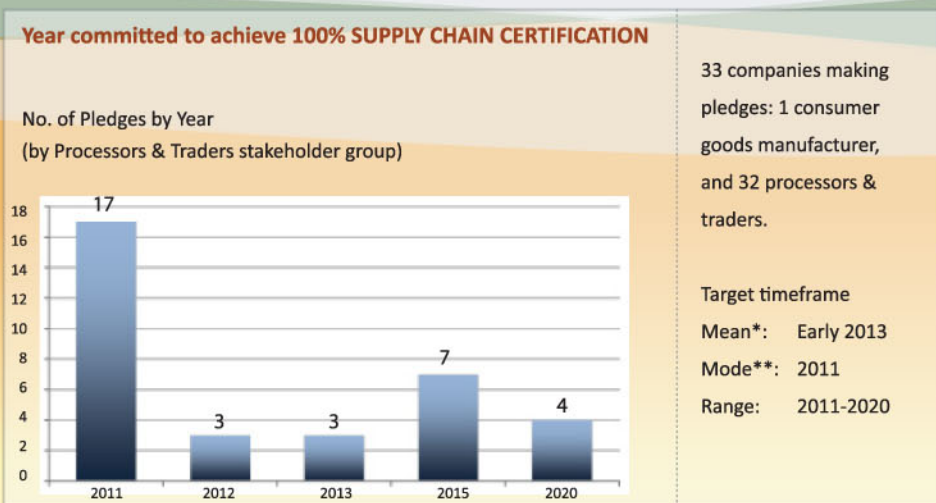 Year committed to achieve 100% SUPPLY CHAIN CERTIFICATION
No. of Pledges by Year
(by Processors & Traders stakeholder group)
18
16
14
12
10
8
6
4
2
0
17
3
3
7
4
2011
2012
2013
2015
2020
33 companies making
pledges: 1 consumer
goods manufacturer,
and 32 processors &
traders.
Target timeframe
Mean*: Early 2013
Mode**: 2011
Range: 2011-2020